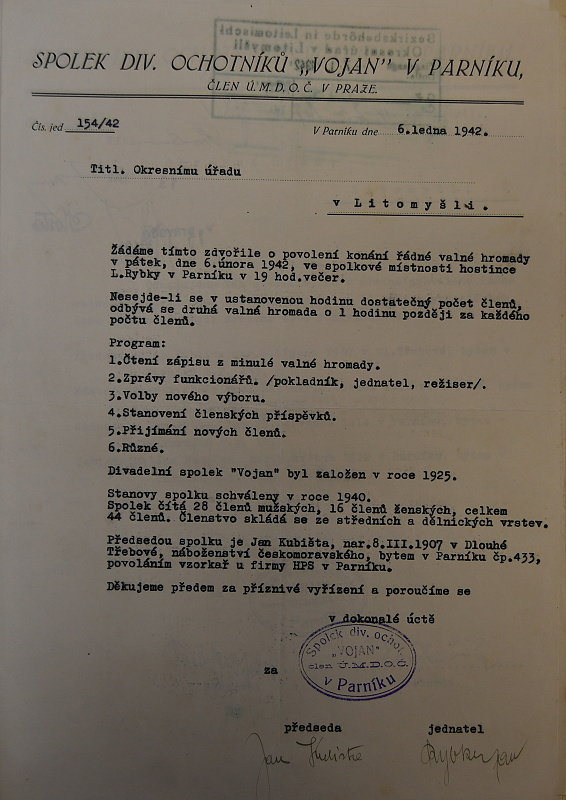 Bezirksbehörde in Leitomischl
Okresní úřad v Litomyšli
SPOLEK DIV. OCHOTNÍKŮ „VOJAN" V PARNÍKU,
ČLEN Ú. M. D. O. Č. V PRAZE.
Čís. jed 154/42
V Parníku dne 6.ledna 1942.
Titl. Okresnímu úřadu
v Litomyšli.
Žádáme tímto zdvořile o povolení konání řádné valné hromady
v pátek, dne 6.února 1942, ve spolkové místnosti hostince
L.Rybky v Parníku v 19 hod.večer.
Nesejde-li se v ustanovenou hodinu dostatečný počet členů,
odbývá se druhá valná hromada o 1 hodinu později za každého
počtu členů.
Program:
1.Čtení zápisu z minulé valné hromady.
2.Zprávy funkcionářů. /pokladník, jednatel, režiser/.
3.Volby nového výboru.
4.Stanovení členských příspěvků.
5.Přijímání nových členů.
6.Různé.
Divadelní spolek "Vojan" byl založen v roce 1925.
Stanovy spolku schváleny v roce 1940.
Spolek čítá 28 členů mužských, 16 členů ženských, celkem
44 členů. Členstvo skládá se ze středních a dělnických vrstev.
Předsedou spolku je Jan Kubišta, nar.8.III.1907 v Dlouhé
Třebové, náboženství českomoravského, bytem v Parníku čp.433,
povoláním vzorkař u firmy HPS v Parníku.
Děkujeme předem za příznivé vyřízení a poroučíme se
v dokonalé úctě
Spolek div. ochot.
„VOJAN"
člen Ú.M.D.O.Č.
v Parníku
za
předseda jednatel
Jan Kubišta